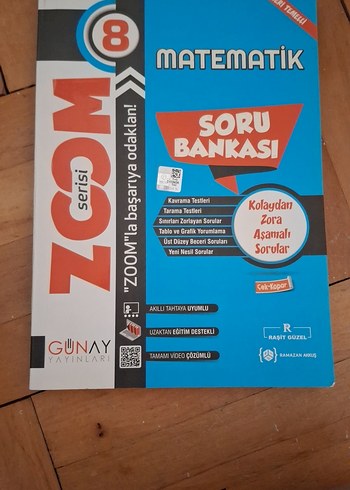 TEMELLİ
8
MATEMATİK
ZOOM
serisi
"ZOOM"la başarıya odaklan!
SORU
BANKASI
Kavrama Testleri
Tarama Testleri
Sınırları Zorlayan Sorular
Tablo ve Grafik Yorumlama
Üst Düzey Beceri Soruları
Yeni Nesil Sorular
Kolaydan
Zora
Aşamalı
Sorular
Çek-Kopar
AKILLI TAHTAYA UYUMLU
UZAKTAN EĞİTİM DESTEKLİ
TAMAMI VİDEO ÇÖZÜMLÜ
GÜNAY
YAYINLARI
R
RAŞİT GÜZEL